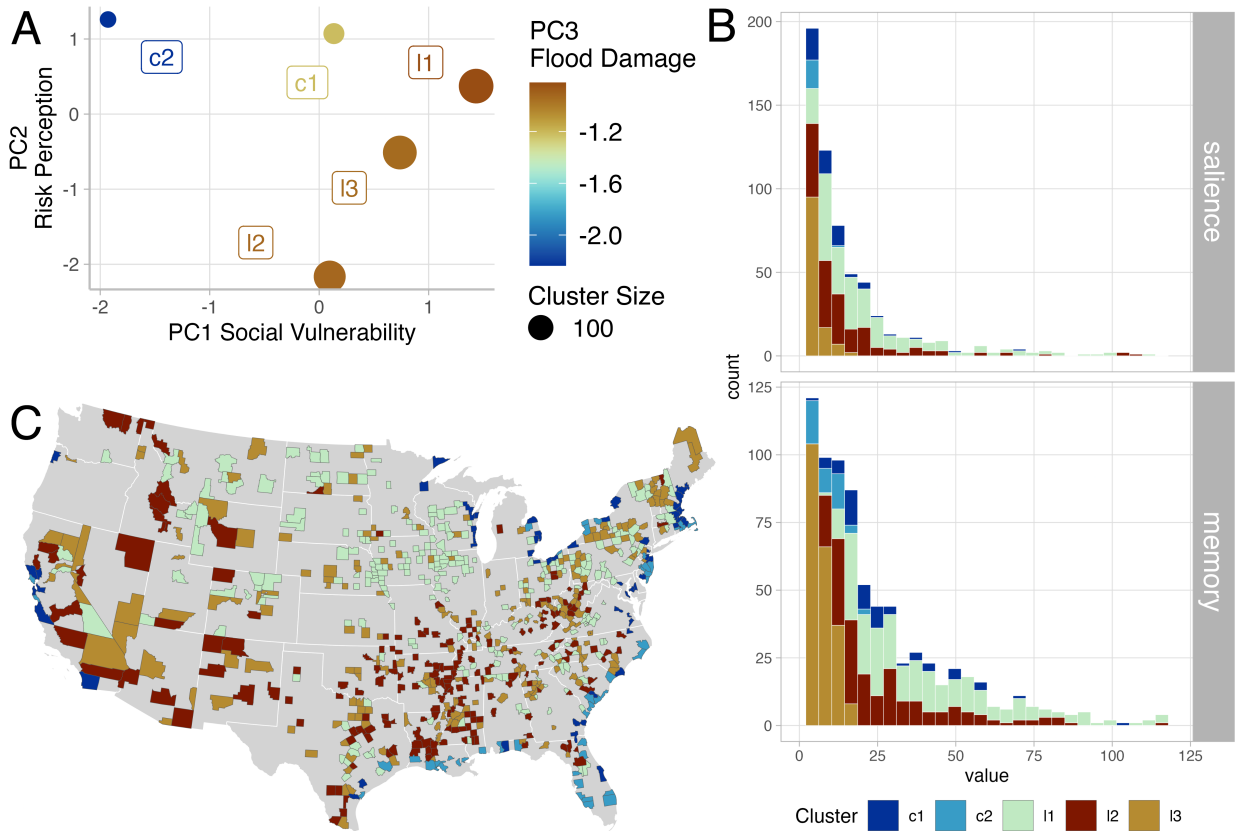 A
1
0
-1
-2
-2
-1
0
1
PC2
Risk Perception
PC1 Social Vulnerability
c2
c1
l1
l3
l2
PC3
Flood Damage
-1.2
-1.6
-2.0
Cluster Size
100
B
200
150
100
50
0
salience
count
125
100
75
50
25
0
memory
0
25
50
75
100
125
value
Cluster
c1
c2
l1
l2
l3
C